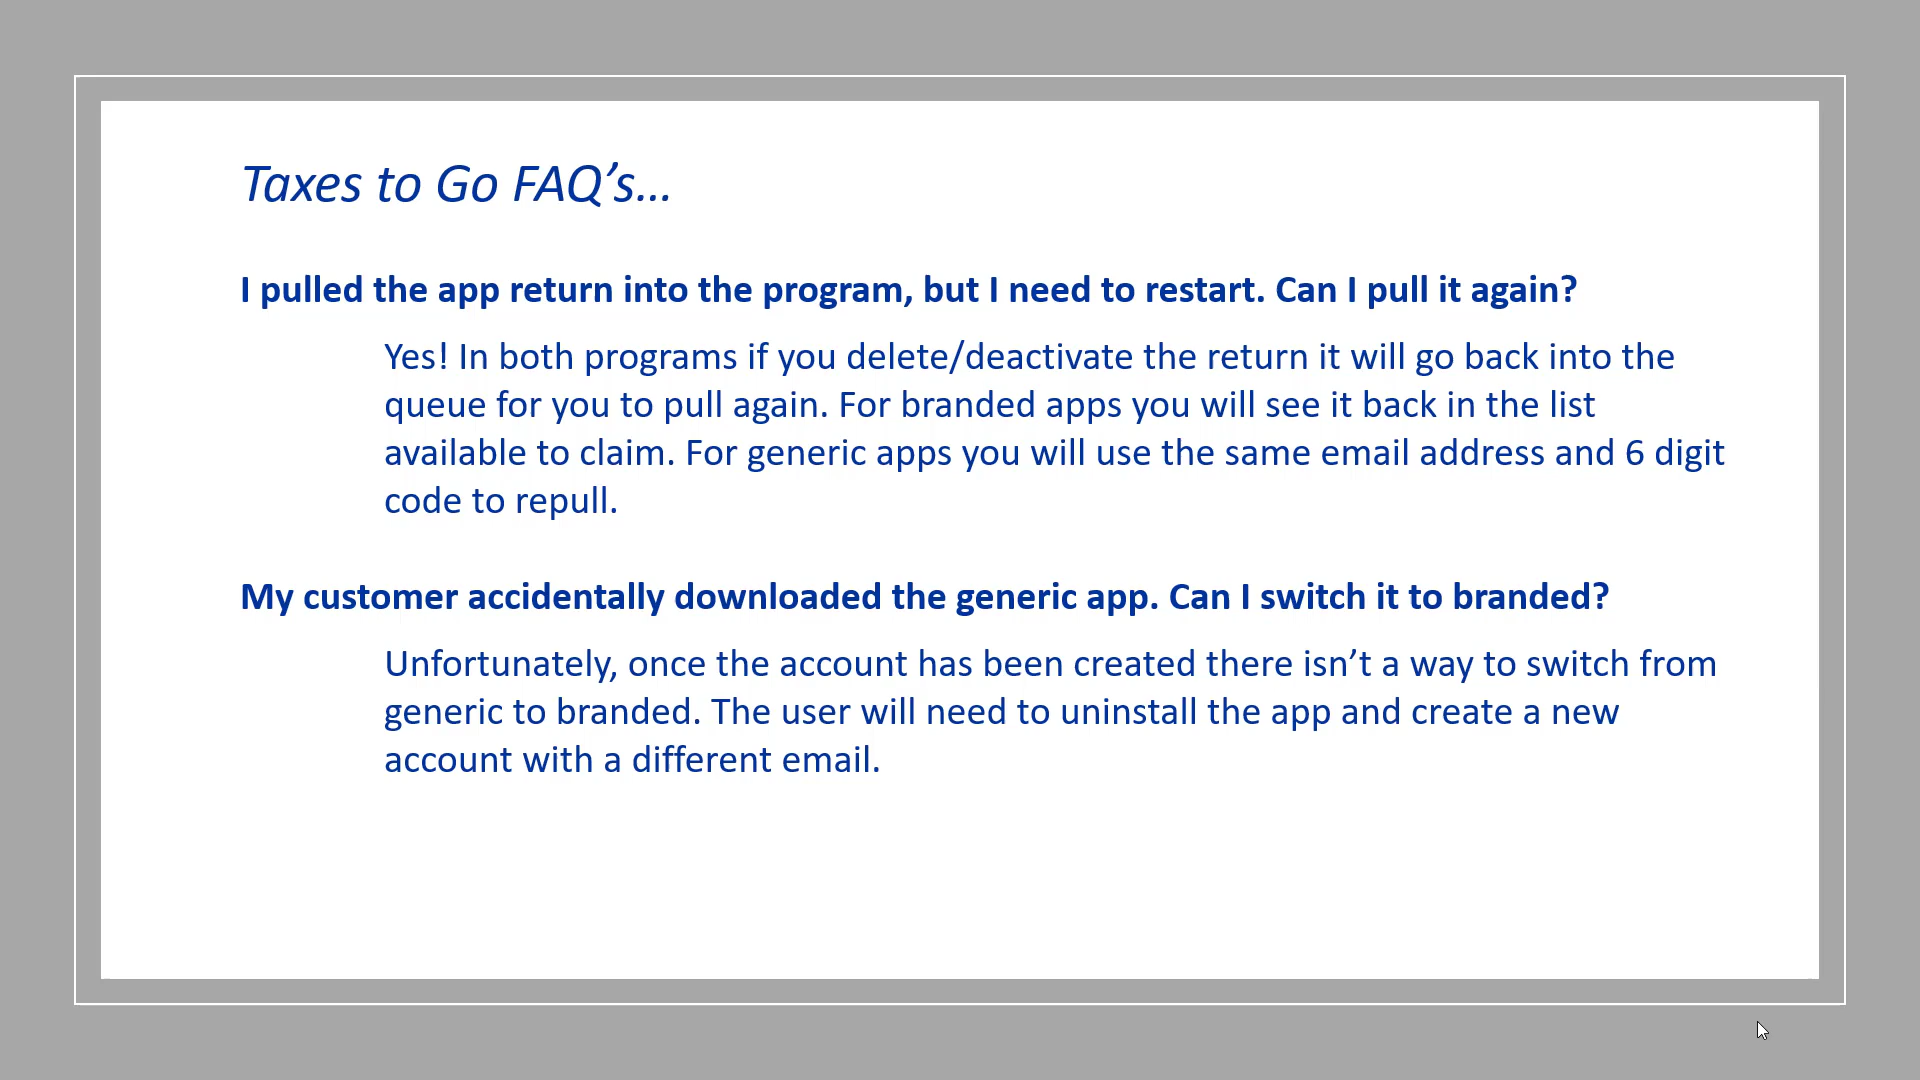 Taxes to Go FAQ’s…
I pulled the app return into the program, but I need to restart. Can I pull it again?
Yes! In both programs if you delete/deactivate the return it will go back into the
queue for you to pull again. For branded apps you will see it back in the list
available to claim. For generic apps you will use the same email address and 6 digit
code to repull.
My customer accidentally downloaded the generic app. Can I switch it to branded?
Unfortunately, once the account has been created there isn’t a way to switch from
generic to branded. The user will need to uninstall the app and create a new
account with a different email.